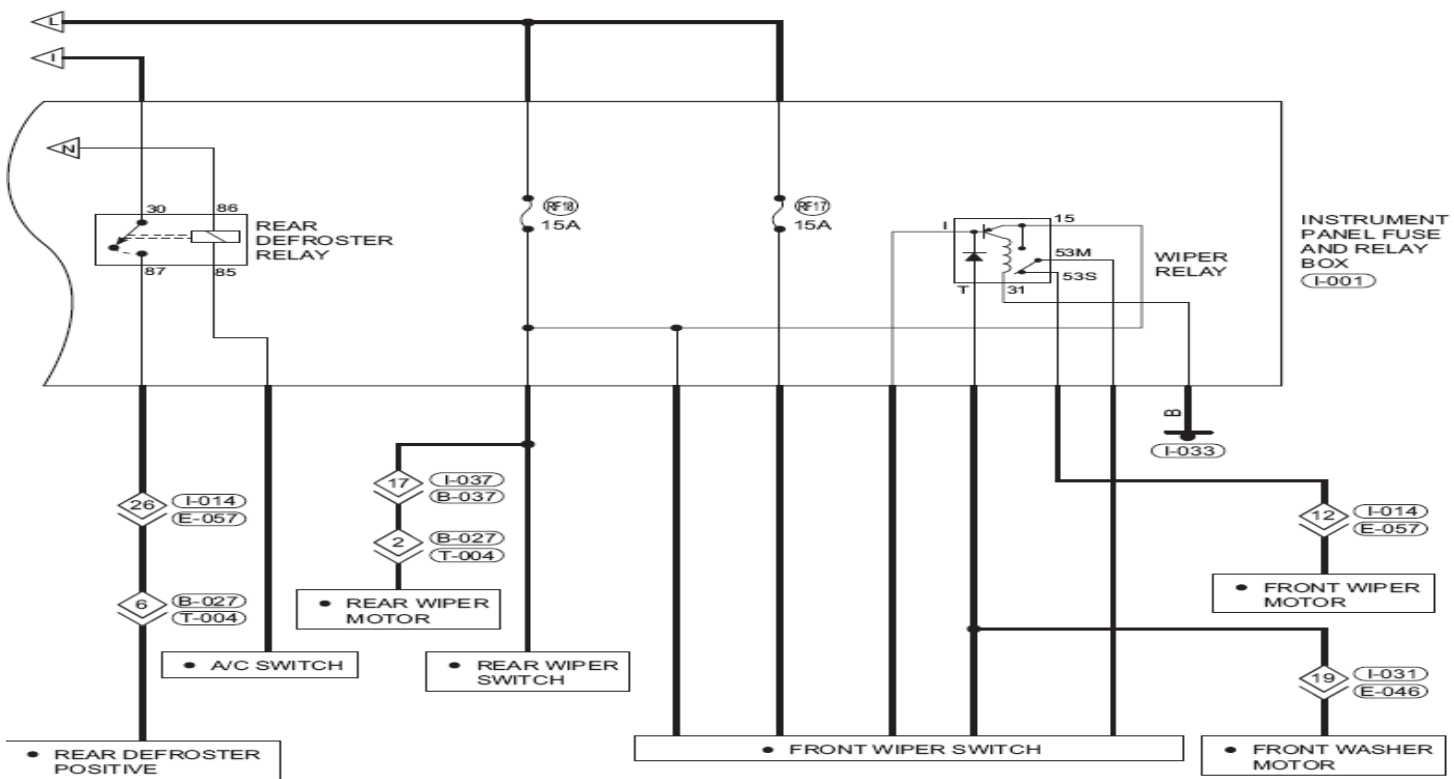 L
I
N
30
86
REAR
DEFROSTER
RELAY
87
85
RF18
15A
RF17
15A
I
15
53M
53S
T
31
WIPER
RELAY
INSTRUMENT
PANEL FUSE
AND RELAY
BOX
I-001
B
I-033
26
I-014
E-057
17
I-037
B-037
2
B-027
T-004
12
I-014
E-057
6
B-027
T-004
• REAR WIPER
MOTOR
• FRONT WIPER
MOTOR
• A/C SWITCH
• REAR WIPER
SWITCH
19
I-031
E-046
• REAR DEFROSTER
POSITIVE
• FRONT WIPER SWITCH
• FRONT WASHER
MOTOR